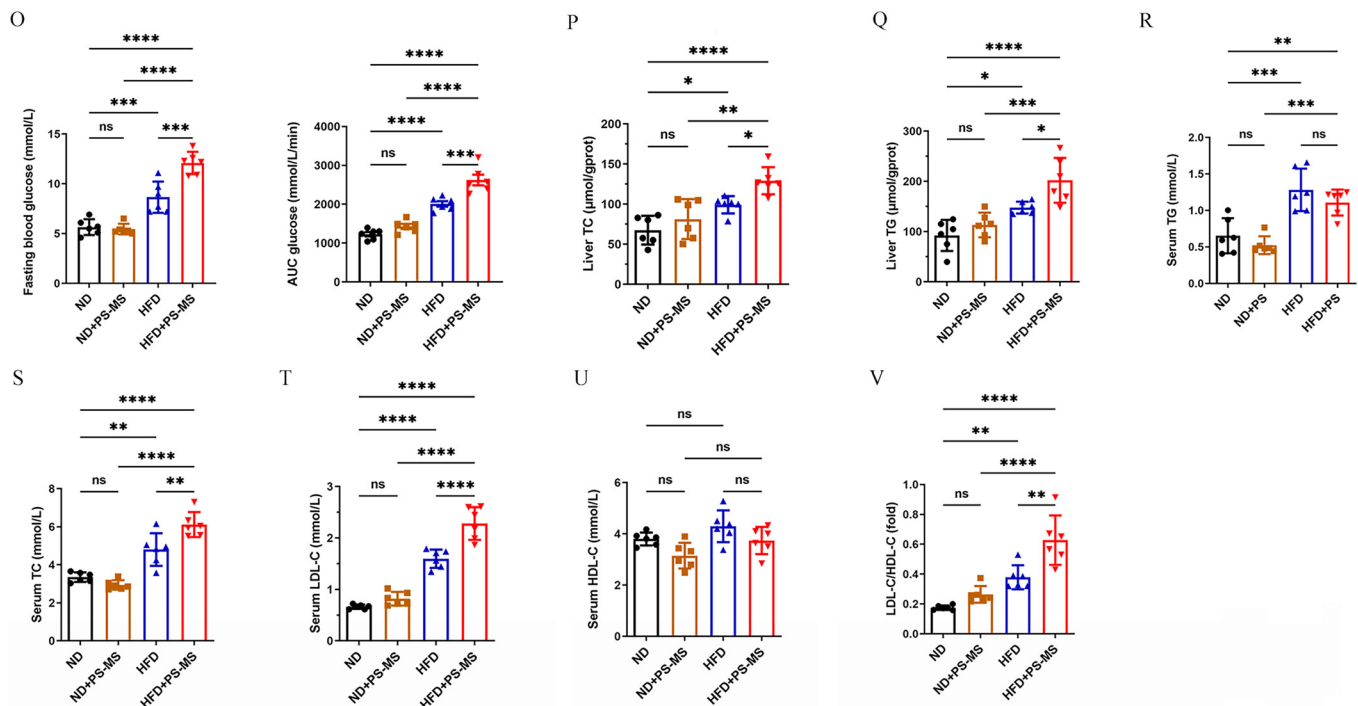 O
****
****
***
ns
***
Fasting blood glucose (mmol/L)
15
10
5
0
ND
ND+PS-MS
HFD
HFD+PS-MS
****
****
****
ns
***
AUC glucose (mmol/L/min)
4000
3000
2000
1000
0
ND
ND+PS-MS
HFD
HFD+PS-MS
P
****
*
**
ns
*
Liver TC (μmol/gprot)
200
150
100
50
0
ND
ND+PS-MS
HFD
HFD+PS-MS
Q
****
*
***
ns
*
Liver TG (μmol/gprot)
300
200
100
0
ND
ND+PS-MS
HFD
HFD+PS-MS
R
**
***
***
ns
ns
Serum TG (mmol/L)
2.0
1.5
1.0
0.5
0.0
ND
ND+PS
HFD
HFD+PS
S
****
**
****
ns
**
Serum TC (mmol/L)
8
6
4
2
0
ND
ND+PS-MS
HFD
HFD+PS-MS
T
****
****
****
ns
****
Serum LDL-C (mmol/L)
3
2
1
0
ND
ND+PS-MS
HFD
HFD+PS-MS
U
ns
ns
ns
ns
Serum HDL-C (mmol/L)
6
4
2
0
ND
ND+PS-MS
HFD
HFD+PS-MS
V
****
**
****
ns
**
LDL-C/HDL-C (fold)
1.0
0.8
0.6
0.4
0.2
0.0
ND
ND+PS-MS
HFD
HFD+PS-MS